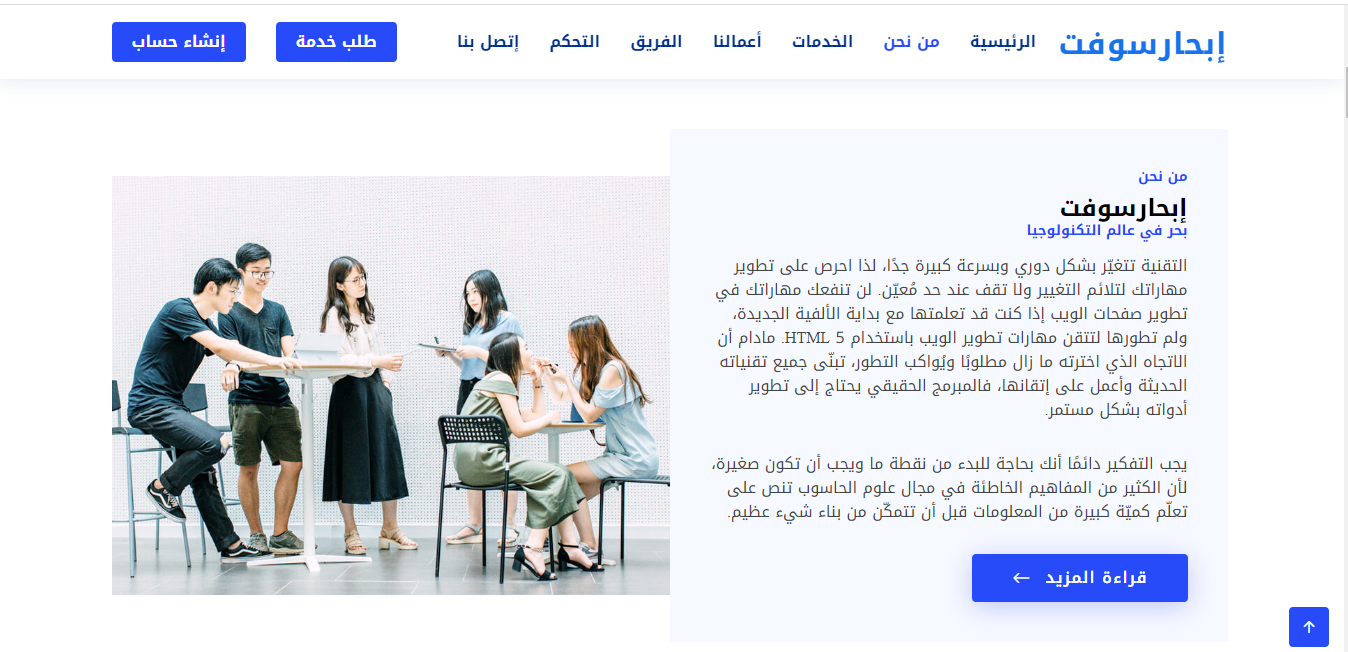 إبحارسوفت
الرئيسية من نحن الخدمات أعمالنا الفريق التحكم إتصل بنا
طلب خدمة
إنشاء حساب
من نحن
إبحارسوفت
بحر في عالم التكنولوجيا
التقنية تتغيّر بشكل دوري وبسرعة كبيرة جدًا، لذا احرص على تطوير
مهاراتك لتلائم التغيير ولا تقف عند حد مُعيّن. لن تنفعك مهاراتك في
تطوير صفحات الويب إذا كنت قد تعلمتها مع بداية الألفية الجديدة،
ولم تطورها لتتقن مهارات تطوير الويب باستخدام HTML 5. مادام أن
الاتجاه الذي اخترته ما زال مطلوبًا ويُواكب التطور، تبنّى جميع تقنياته
الحديثة وأعمل على إتقانها، فالمبرمج الحقيقي يحتاج إلى تطوير
أدواته بشكل مستمر.
يجب التفكير دائمًا أنك بحاجة للبدء من نقطة ما ويجب أن تكون صغيرة،
لأن الكثير من المفاهيم الخاطئة في مجال علوم الحاسوب تنص على
تعلّم كميّة كبيرة من المعلومات قبل أن تتمكّن من بناء شيء عظيم.
قراءة المزيد ←